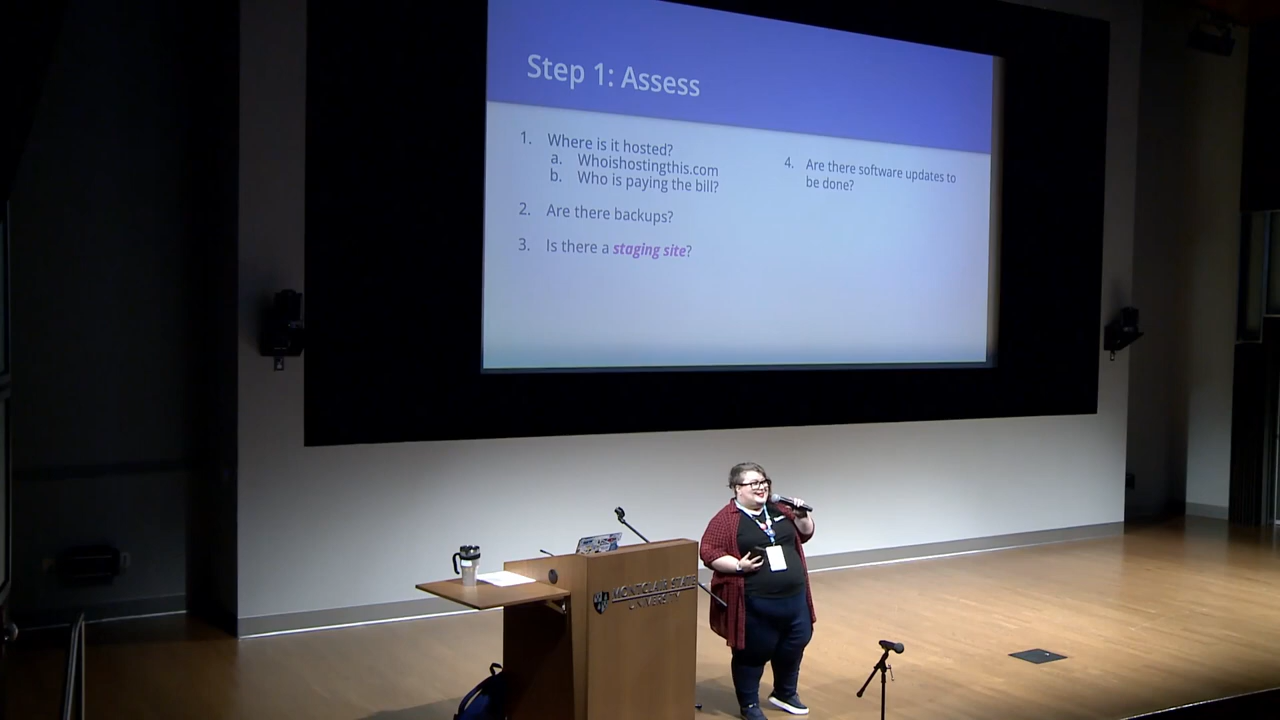 Step 1: Assess
1. Where is it hosted?
a. Whoishostingthis.com
b. Who is paying the bill?
2. Are there backups?
3. Is there a staging site?
4. Are there software updates to
be done?
MONTCLAIR STATE
UNIVERSITY